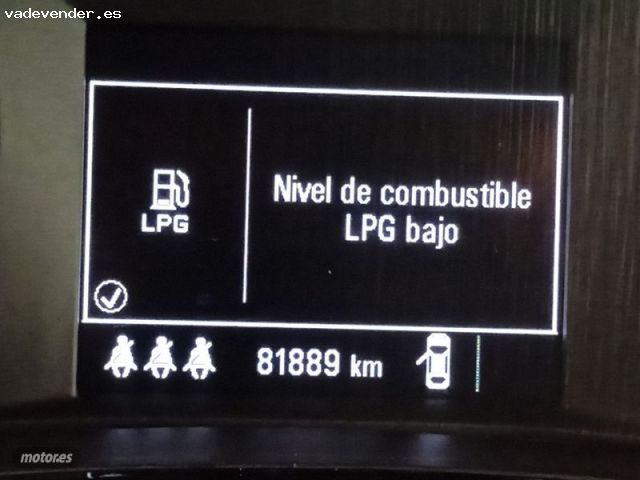 vadevender.es
Nivel de combustible
LPG bajo
LPG
81889 km
motor.es